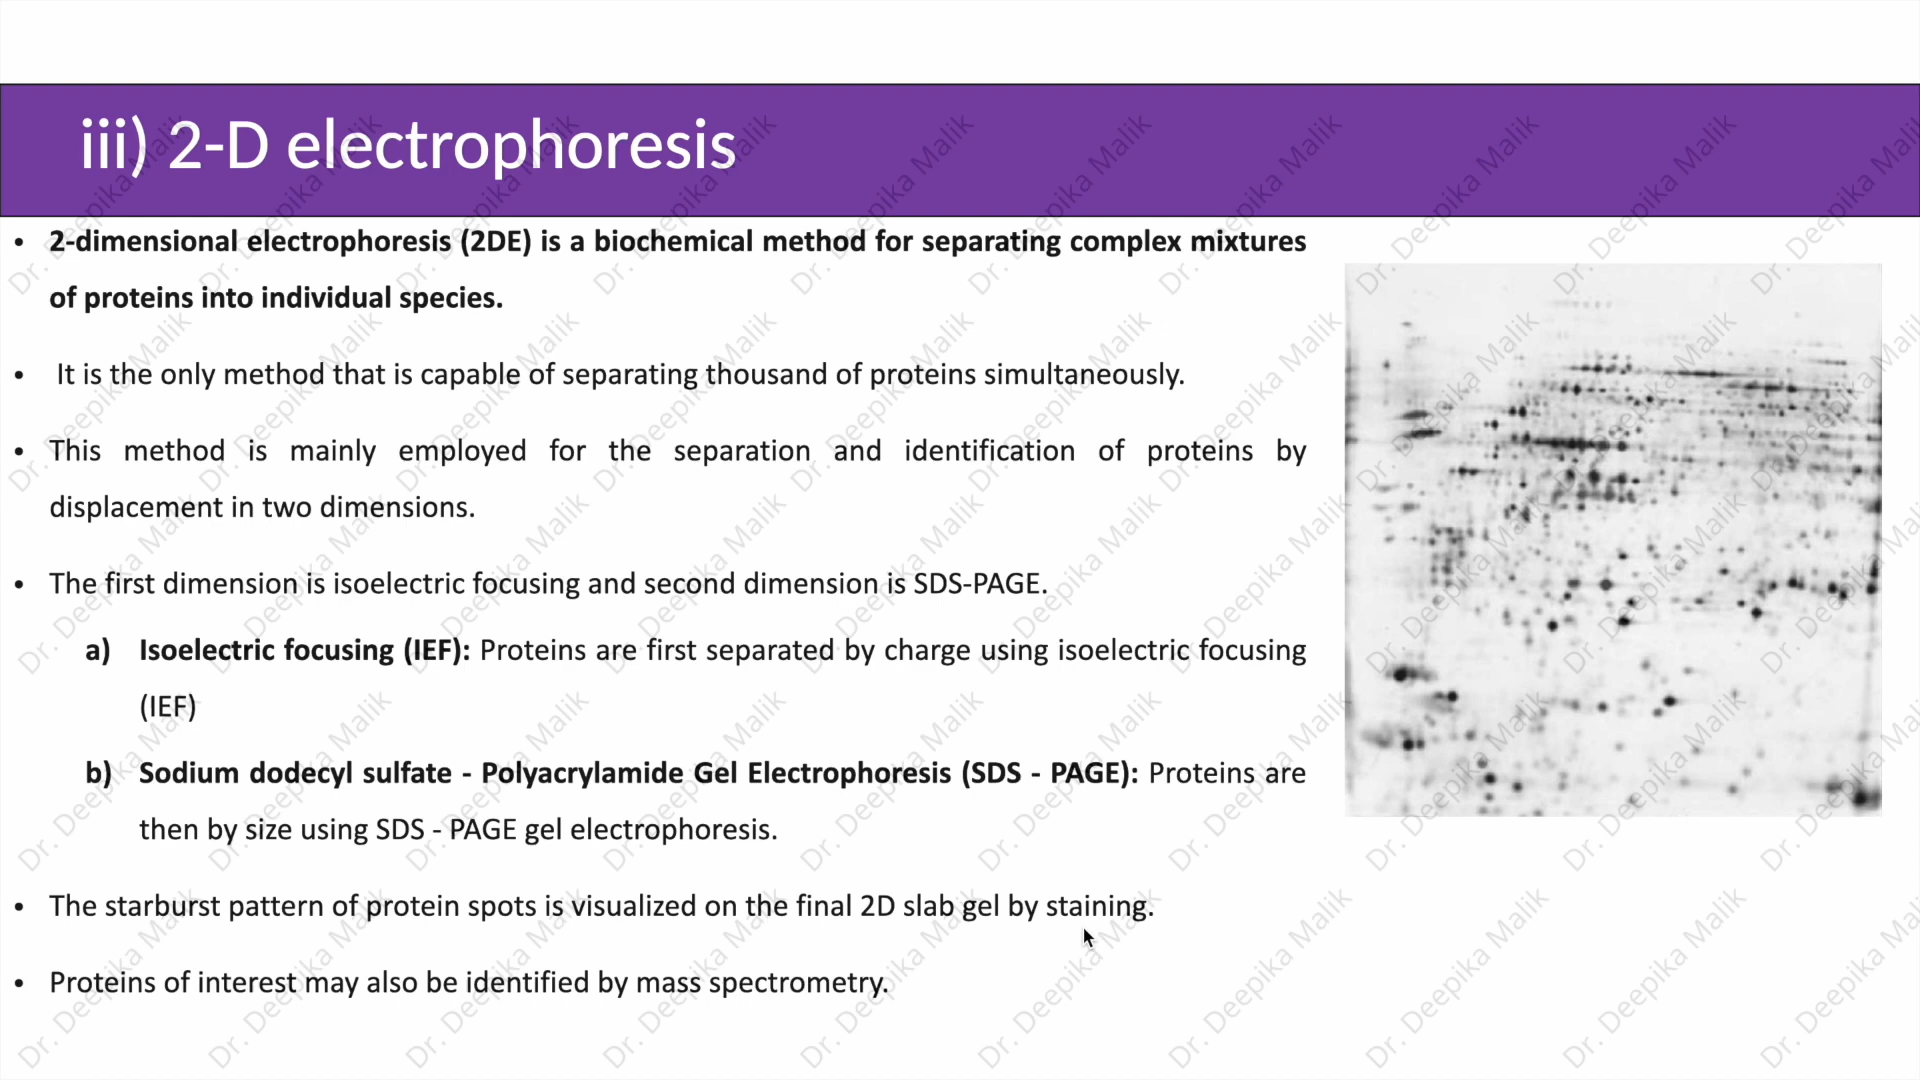 iii) 2-D electrophoresis
• 2-dimensional electrophoresis (2DE) is a biochemical method for separating complex mixtures
of proteins into individual species.
• It is the only method that is capable of separating thousand of proteins simultaneously.
• This method is mainly employed for the separation and identification of proteins by
displacement in two dimensions.
• The first dimension is isoelectric focusing and second dimension is SDS-PAGE.
a) Isoelectric focusing (IEF): Proteins are first separated by charge using isoelectric focusing
(IEF)
b) Sodium dodecyl sulfate - Polyacrylamide Gel Electrophoresis (SDS - PAGE): Proteins are
then by size using SDS - PAGE gel electrophoresis.
• The starburst pattern of protein spots is visualized on the final 2D slab gel by staining.
• Proteins of interest may also be identified by mass spectrometry.
Dr. Deepika Malik